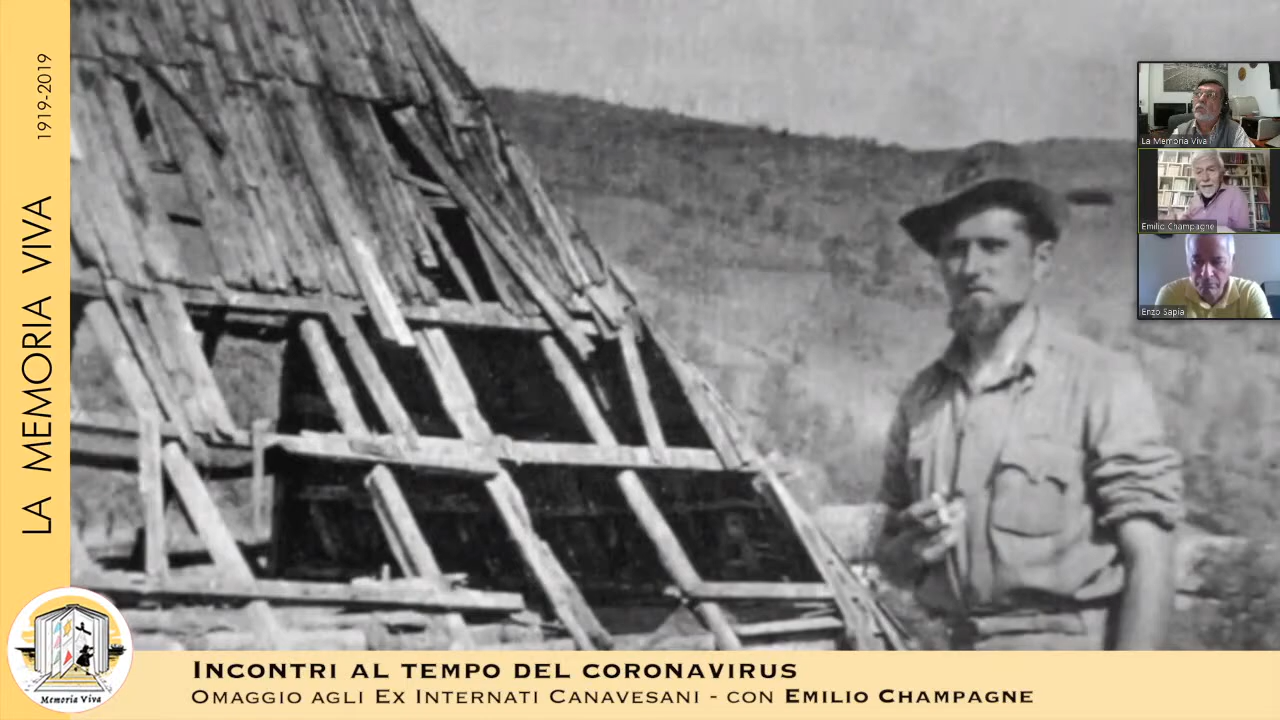 LA MEMORIA VIVA 1919-2019
La Memoria Viva
Emilio Champagne
Enzo Sapia
Memoria Viva
INCONTRI AL TEMPO DEL CORONAVIRUS
OMAGGIO AGLI EX INTERNATI CANAVESANI - CON EMILIO CHAMPAGNE